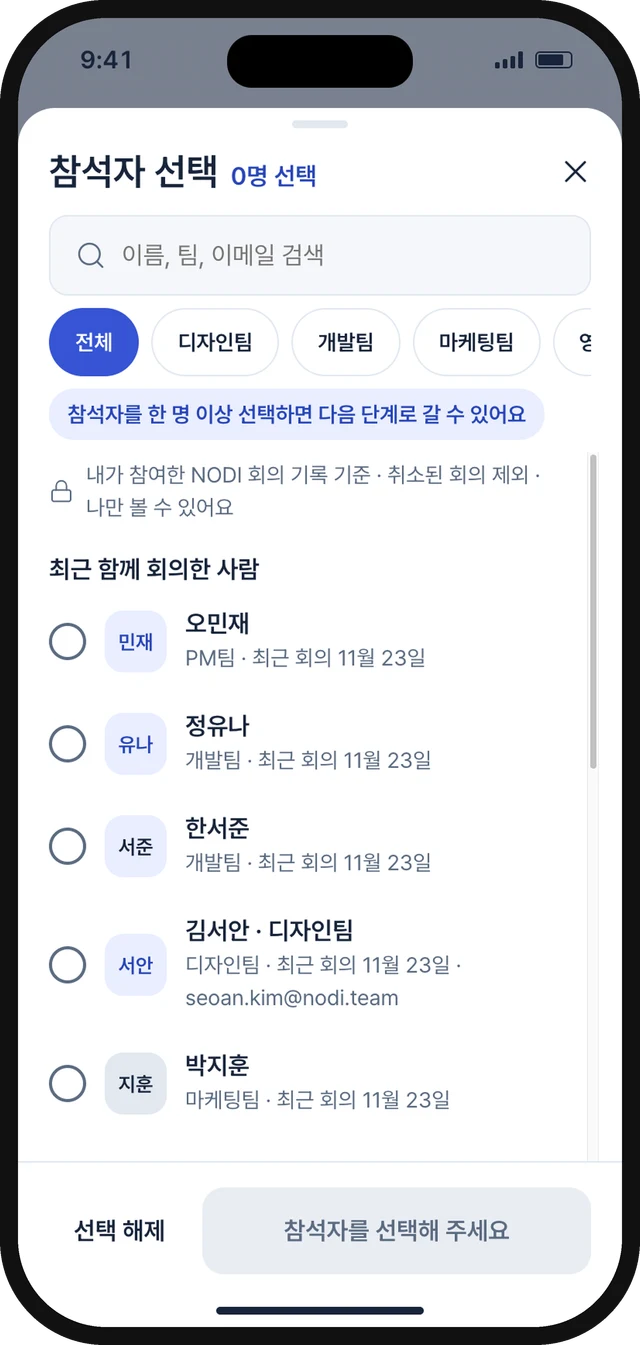 9:41
참석자 선택 0명 선택
이름, 팀, 이메일 검색
전체 디자인팀 개발팀 마케팅팀
참석자를 한 명 이상 선택하면 다음 단계로 갈 수 있어요
내가 참여한 NODI 회의 기록 기준 · 취소된 회의 제외 ·
나만 볼 수 있어요
최근 함께 회의한 사람
민재
오민재
PM팀 · 최근 회의 11월 23일
유나
정유나
개발팀 · 최근 회의 11월 23일
서준
한서준
개발팀 · 최근 회의 11월 23일
서안
김서안 · 디자인팀
디자인팀 · 최근 회의 11월 23일 ·
seoan.kim@nodi.team
지훈
박지훈
마케팅팀 · 최근 회의 11월 23일
선택 해제 참석자를 선택해 주세요